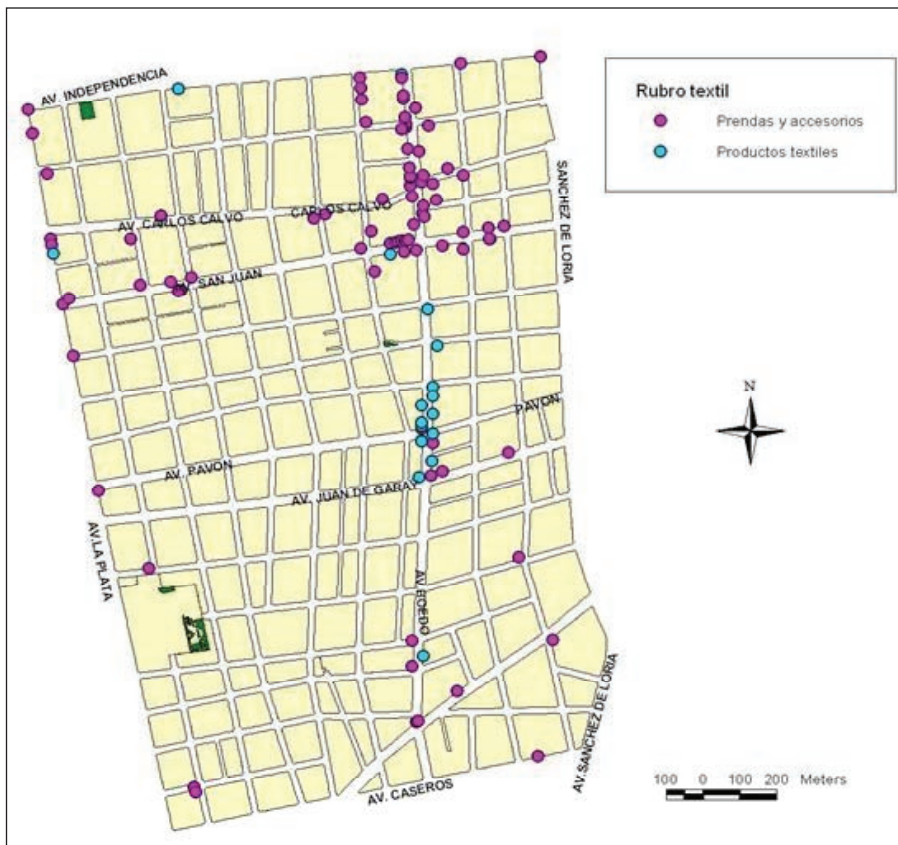 AV. INDEPENDENCIA
Rubro textil
Prendas y accesorios
Productos textiles
SANCHEZ DE LORIA
AV. CARLOS CALVO
CARLOS CALVO
SAN JUAN
PAVON
N
AV. PAVON
AV. JUAN DE GARAY
AV.LA PLATA
AV.BOEDO
AV.SANCHEZ DE LORIA
AV. CASEROS
100 0 100 200 Meters